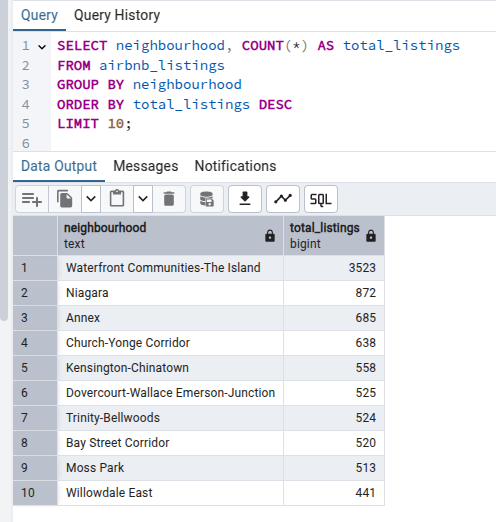 Query Query History
1 SELECT neighbourhood, COUNT(*) AS total_listings
2 FROM airbnb_listings
3 GROUP BY neighbourhood
4 ORDER BY total_listings DESC
5 LIMIT 10;
6
Data Output Messages Notifications
SQL
neighbourhood total_listings
text bigint
1 Waterfront Communities-The Island 3523
2 Niagara 872
3 Annex 685
4 Church-Yonge Corridor 638
5 Kensington-Chinatown 558
6 Dovercourt-Wallace Emerson-Junction 525
7 Trinity-Bellwoods 524
8 Bay Street Corridor 520
9 Moss Park 513
10 Willowdale East 441